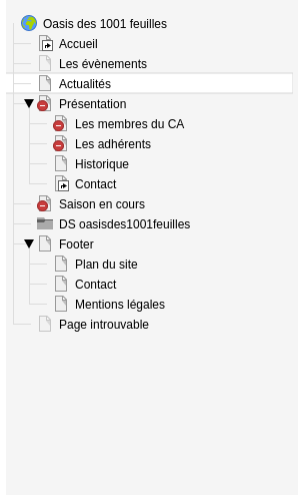 Oasis des 1001 feuilles
Accueil
Les évènements
Actualités
Présentation
Les membres du CA
Les adhérents
Historique
Contact
Saison en cours
DS oasisdes1001feuilles
Footer
Plan du site
Contact
Mentions légales
Page introuvable